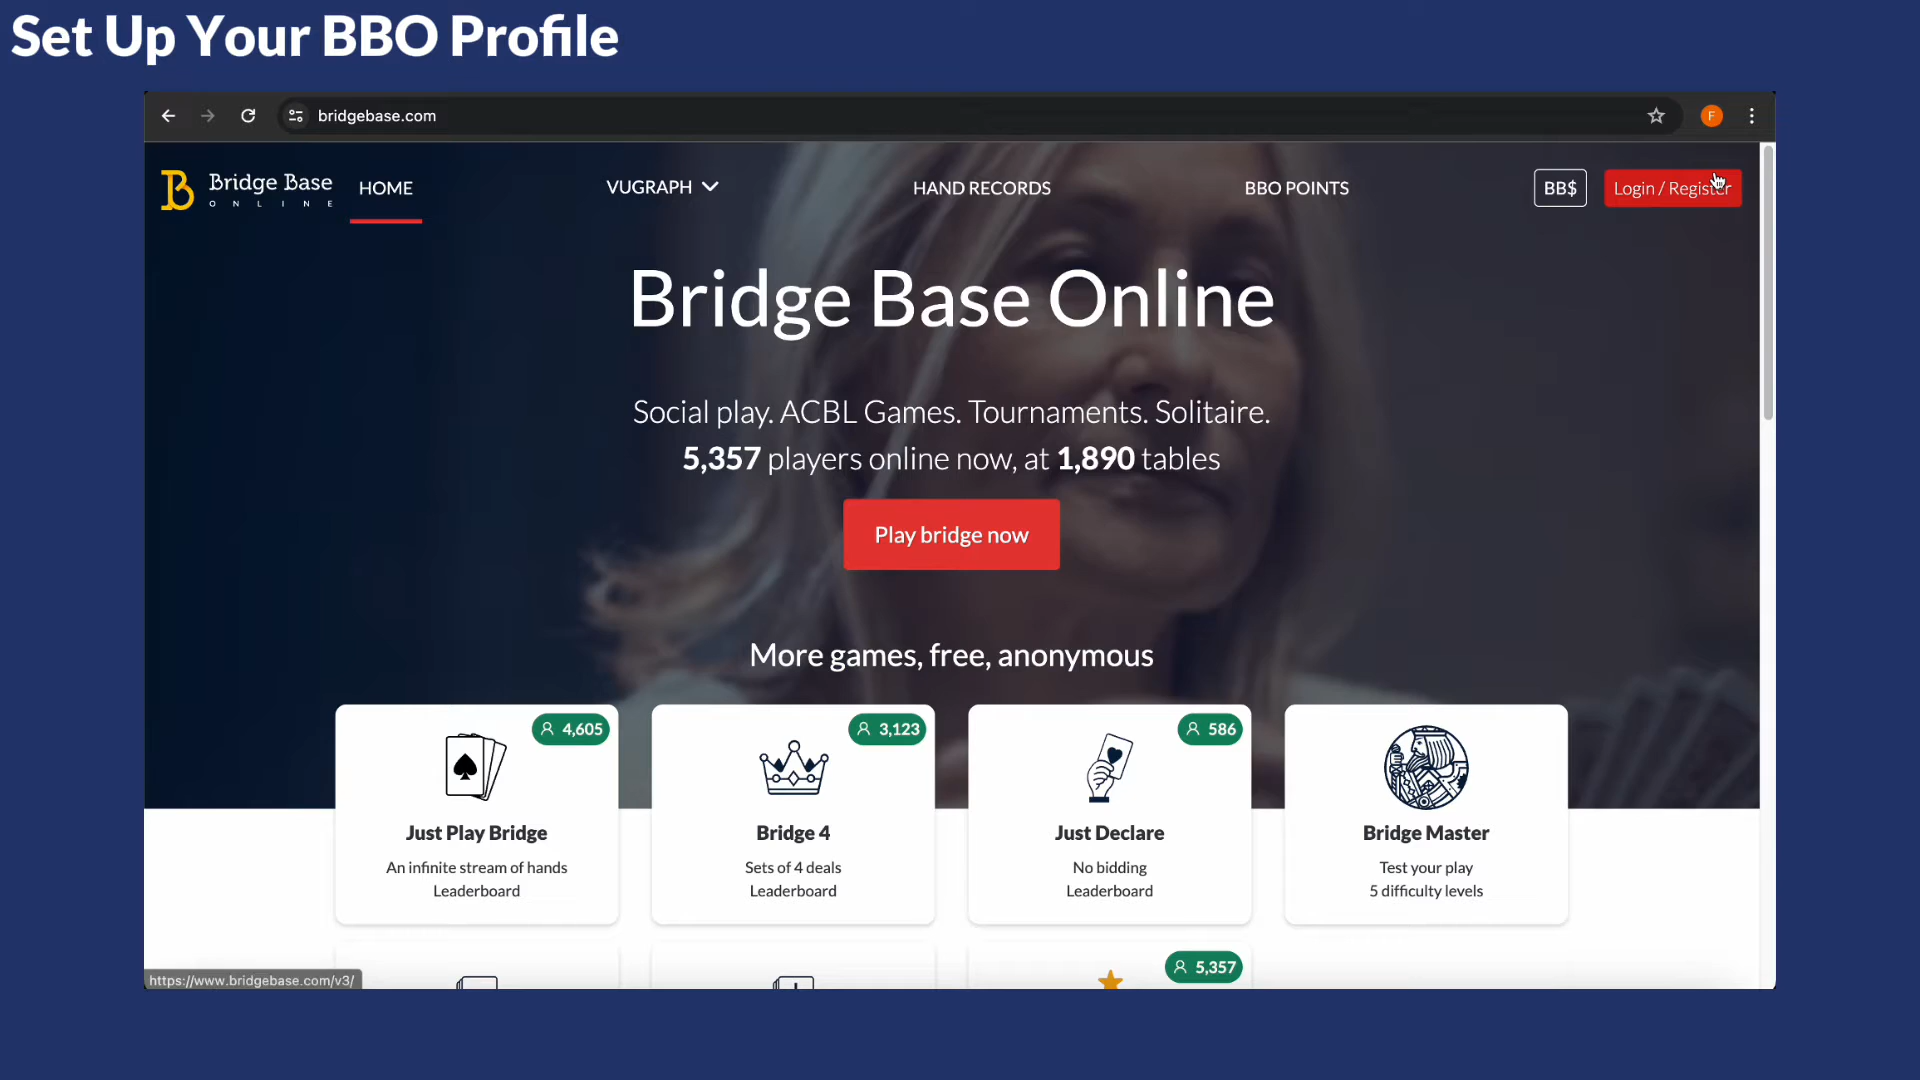 Set Up Your BBO Profile
bridgebase.com
F
Bridge Base
ONLINE
HOME
VUGRAPH
HAND RECORDS
BBO POINTS
BB$
Login / Register
Bridge Base Online
Social play. ACBL Games. Tournaments. Solitaire.
5,357 players online now, at 1,890 tables
Play bridge now
More games, free, anonymous
4,605
Just Play Bridge
An infinite stream of hands
Leaderboard
3,123
Bridge 4
Sets of 4 deals
Leaderboard
586
Just Declare
No bidding
Leaderboard
Bridge Master
Test your play
5 difficulty levels
5,357
https://www.bridgebase.com/v3/